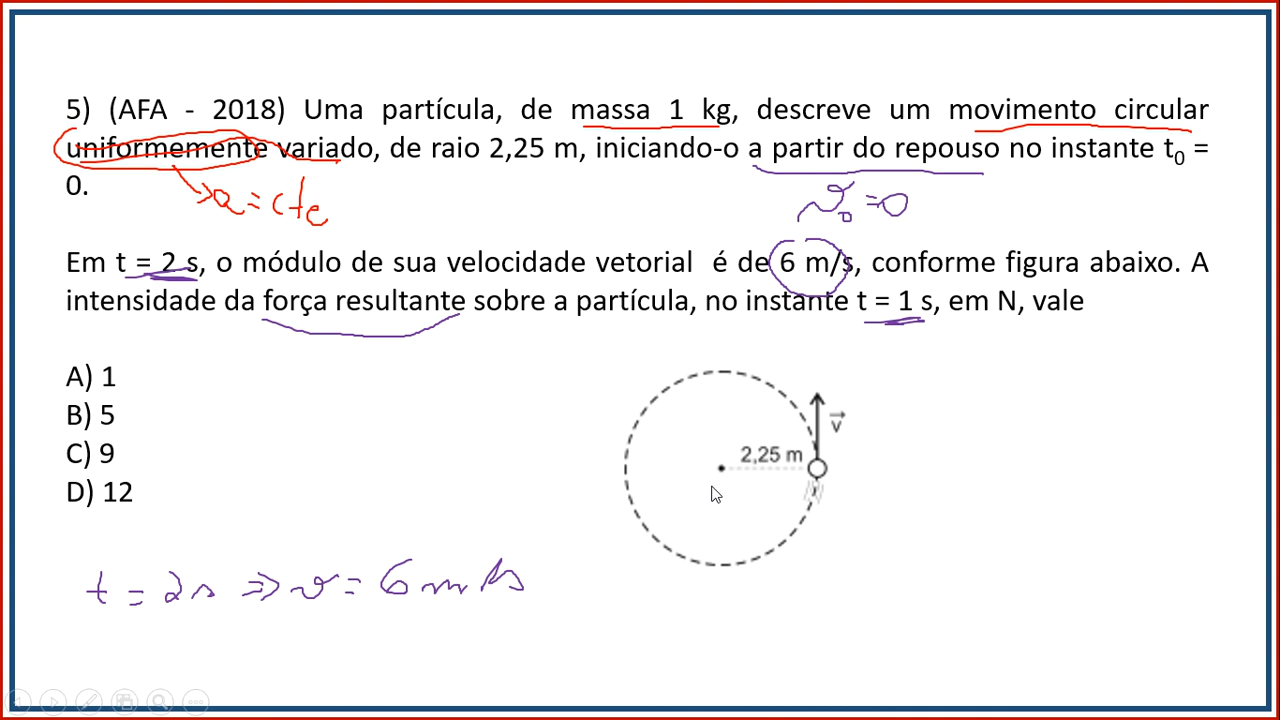 5) (AFA - 2018) Uma partícula, de massa 1 kg, descreve um movimento circular
uniformemente variado, de raio 2,25 m, iniciando-o a partir do repouso no instante t₀ =
0.
a = cte
v₀ = 0
Em t = 2 s, o módulo de sua velocidade vetorial é de 6 m/s, conforme figura abaixo. A
intensidade da força resultante sobre a partícula, no instante t = 1 s, em N, vale
A) 1
B) 5
C) 9
D) 12
v⃗
2,25 m
t = 2s ⇒ v = 6 m/s